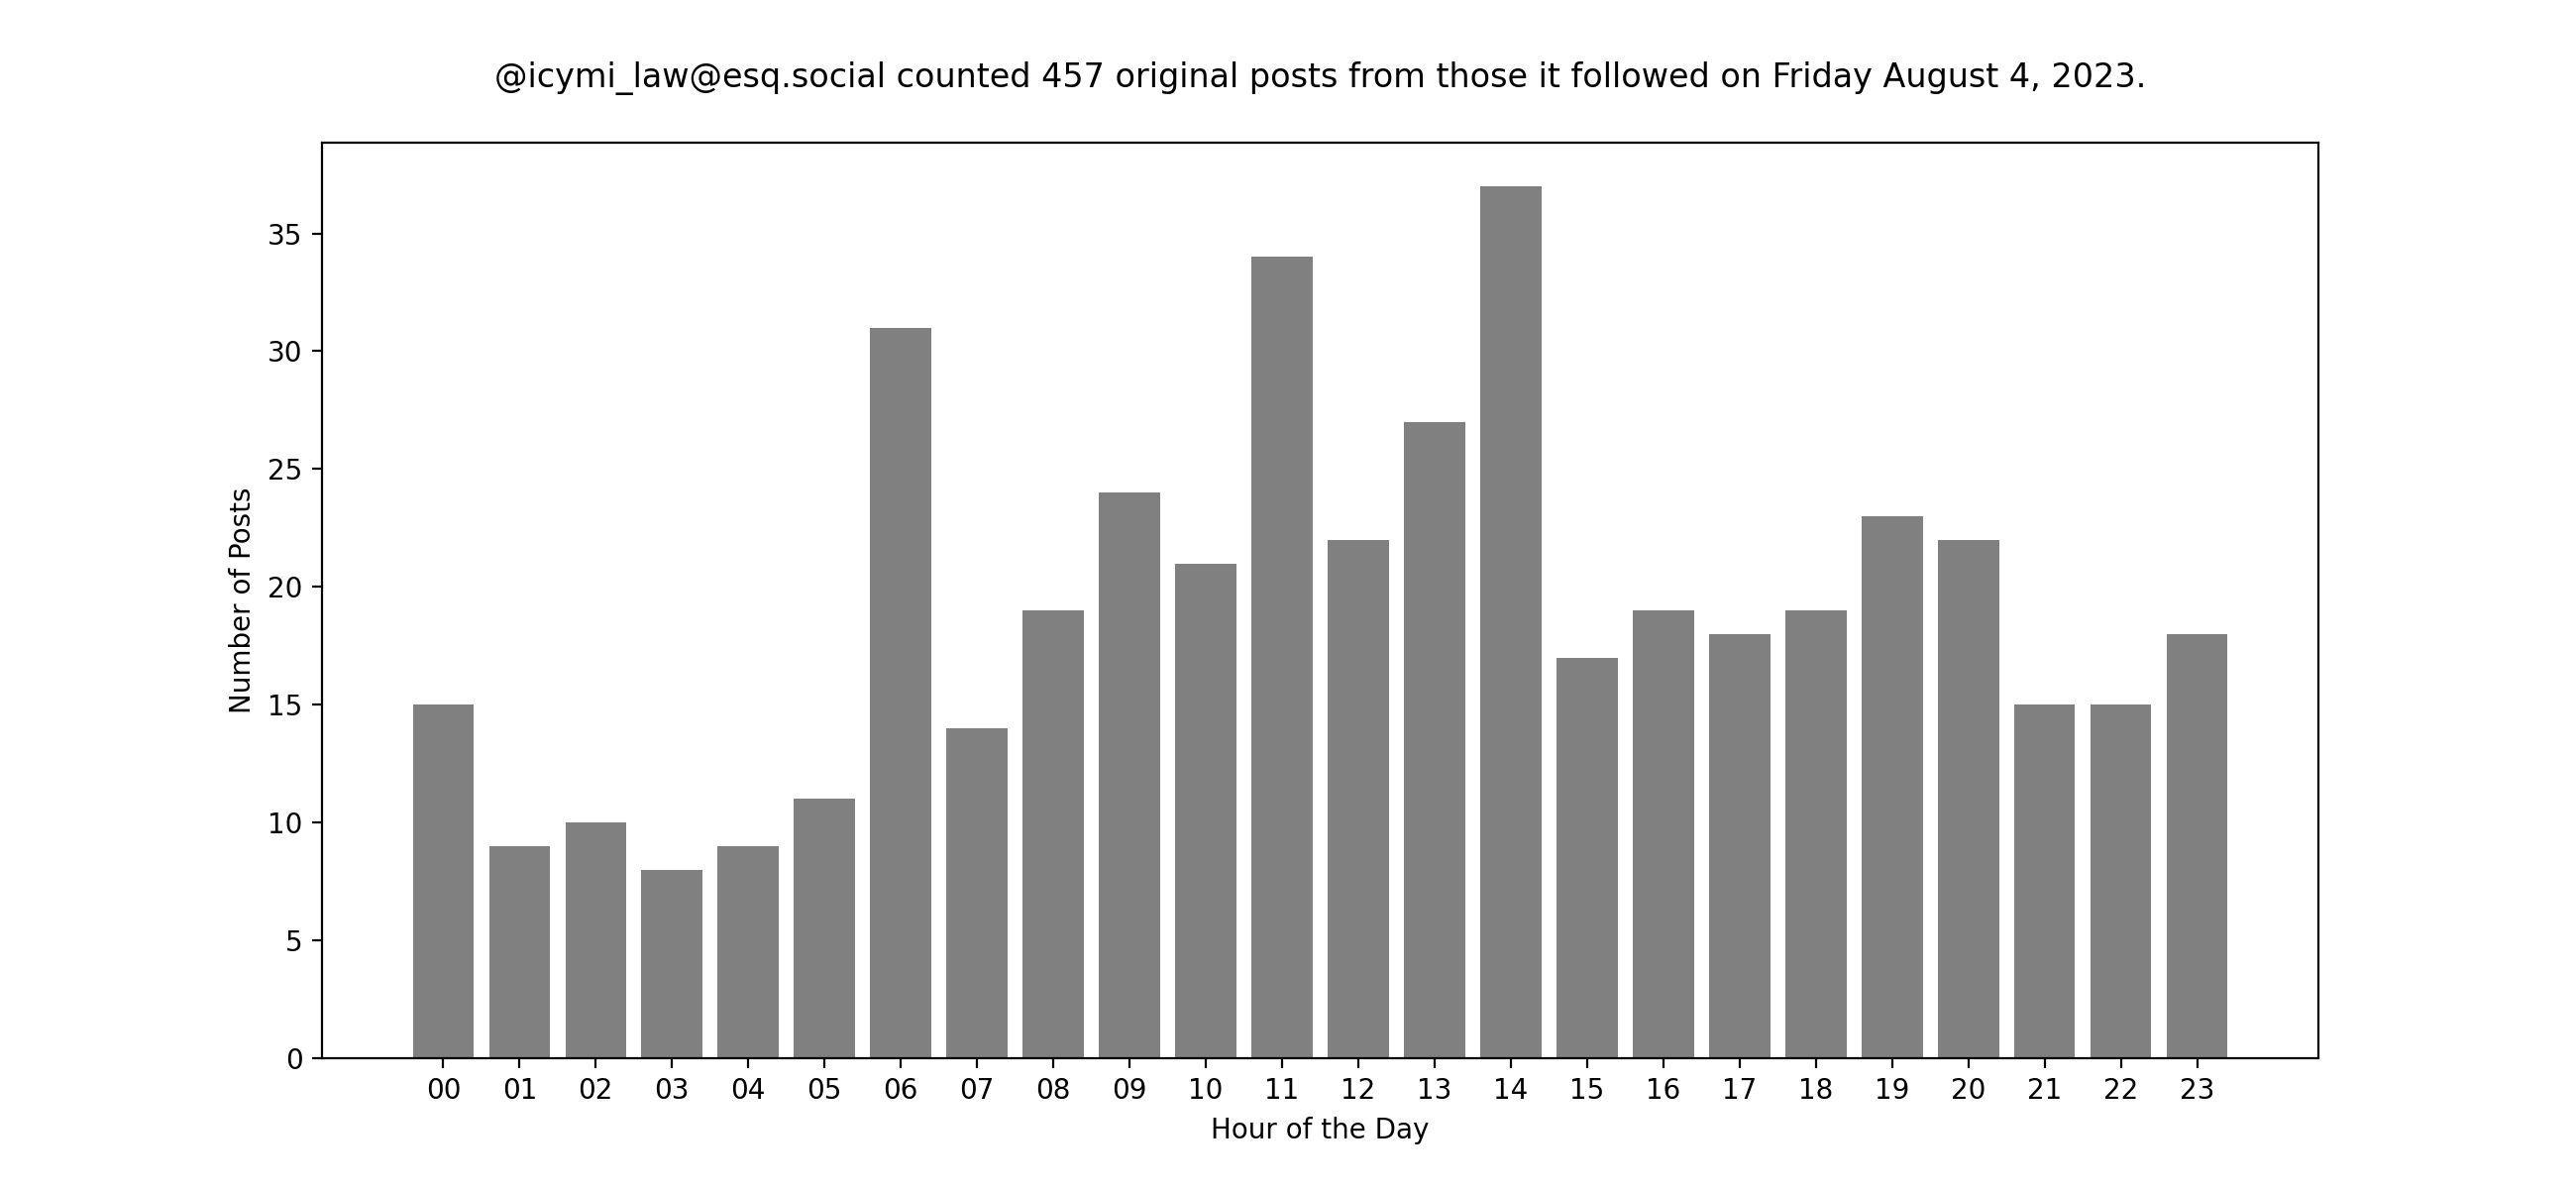 @icymi_law@esq.social counted 457 original posts from those it followed on Friday August 4, 2023.
35
30
25
20
15
10
5
0
Number of Posts
00 01 02 03 04 05 06 07 08 09 10 11 12 13 14 15 16 17 18 19 20 21 22 23
Hour of the Day